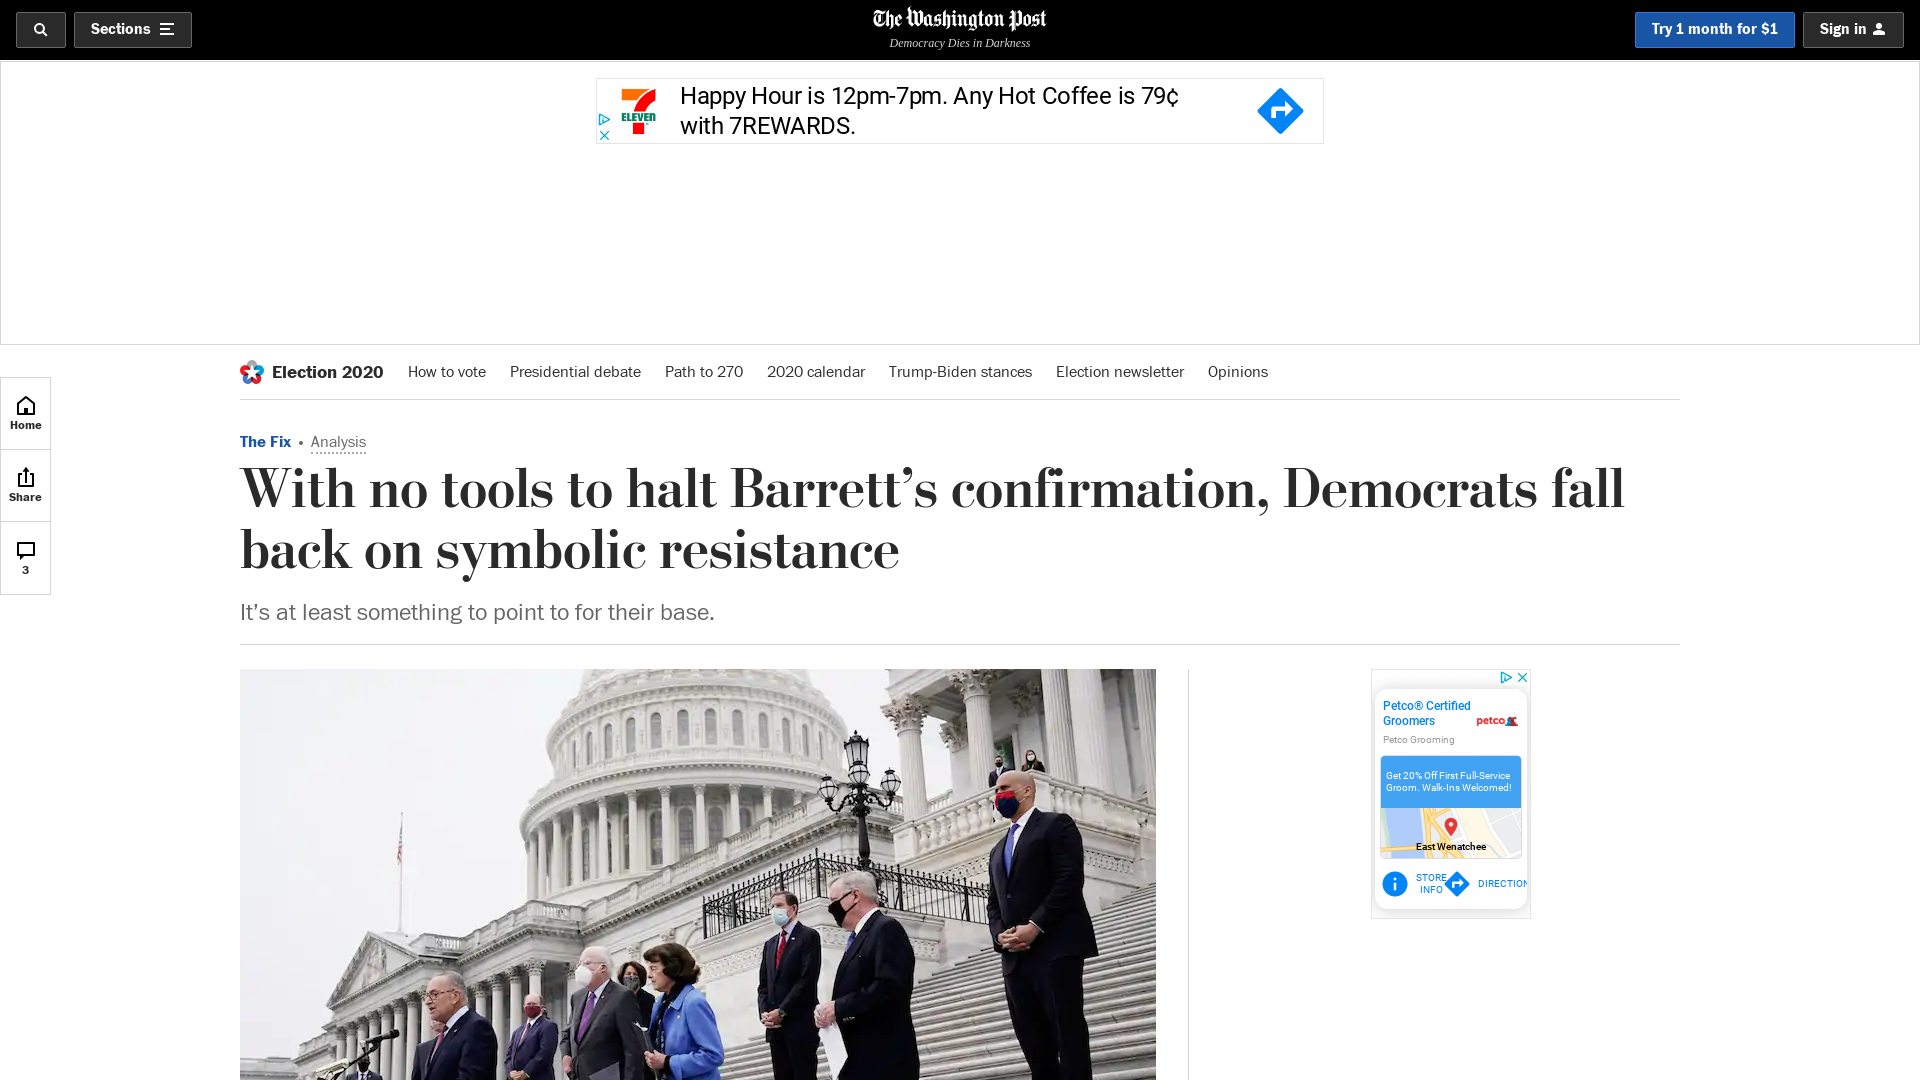 Sections
The Washington Post
Democracy Dies in Darkness
Try 1 month for $1
Sign in
7
ELEVEN
Happy Hour is 12pm-7pm. Any Hot Coffee is 79¢
with 7REWARDS.
Election 2020
How to vote
Presidential debate
Path to 270
2020 calendar
Trump-Biden stances
Election newsletter
Opinions
Home
Share
3
The Fix • Analysis
With no tools to halt Barrett’s confirmation, Democrats fall
back on symbolic resistance
It’s at least something to point to for their base.
Petco® Certified
Groomers
petco
Petco Grooming
Get 20% Off First Full-Service
Groom. Walk-Ins Welcomed!
East Wenatchee
STORE
INFO
DIRECTION